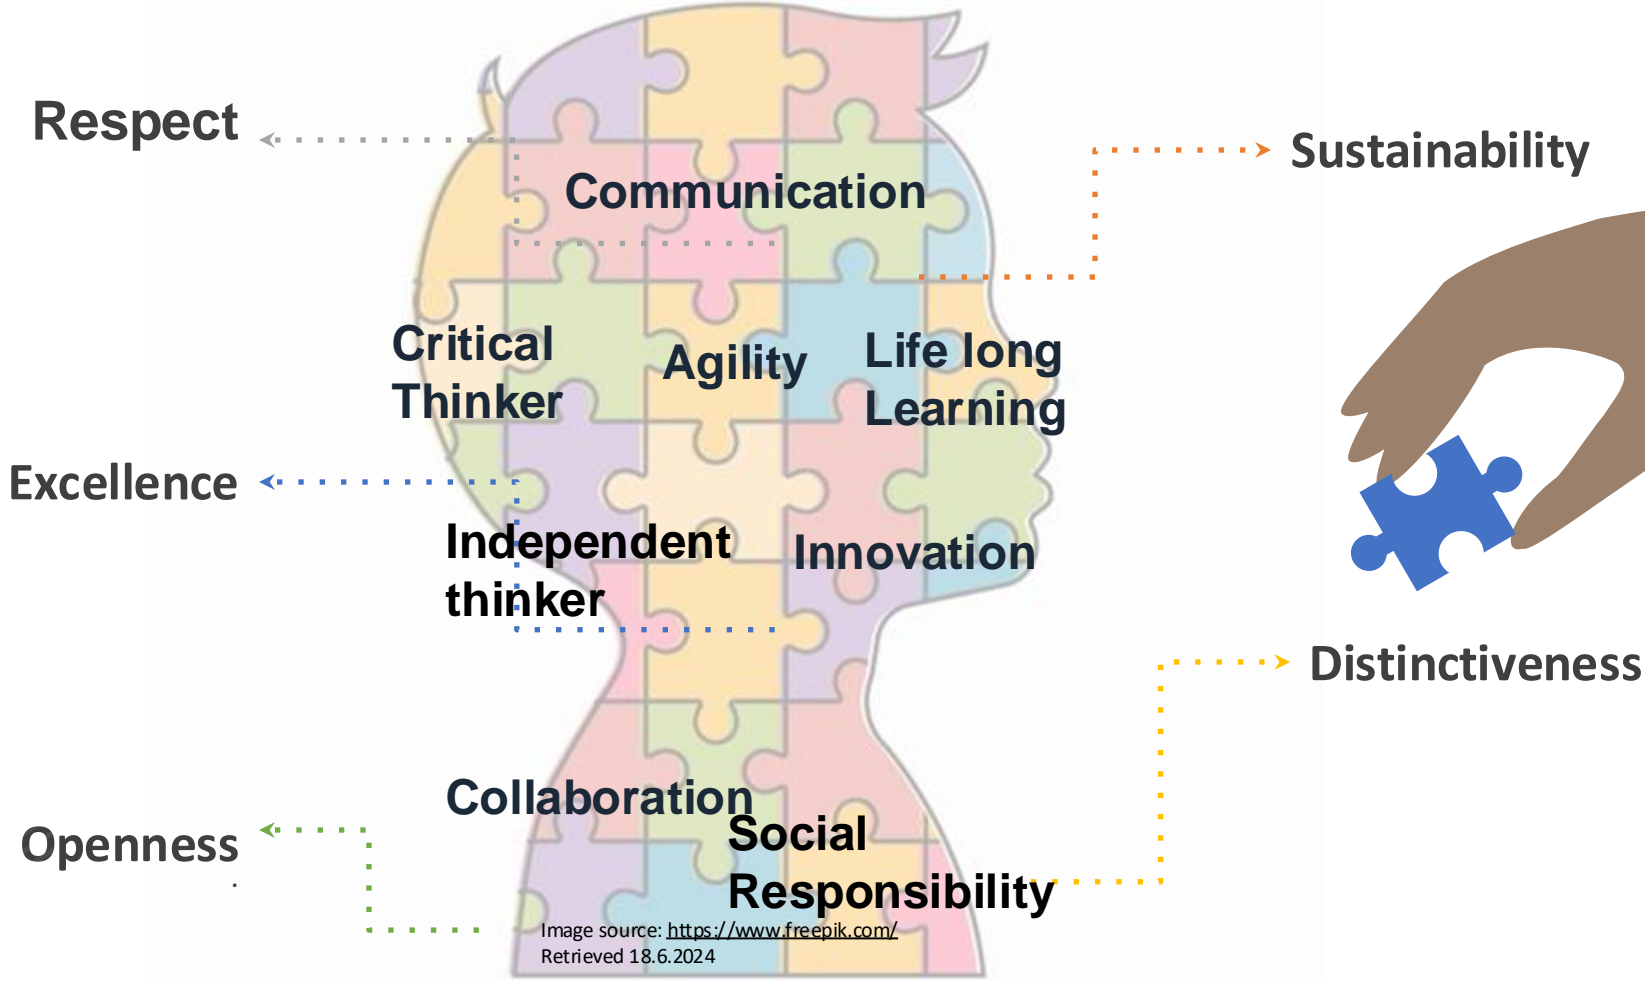 Respect
Sustainability
Communication
Critical
Thinker
Agility
Life long
Learning
Excellence
Independent
thinker
Innovation
Distinctiveness
Collaboration
Openness
.
Social
Responsibility
Image source: https://www.freepik.com/
Retrieved 18.6.2024